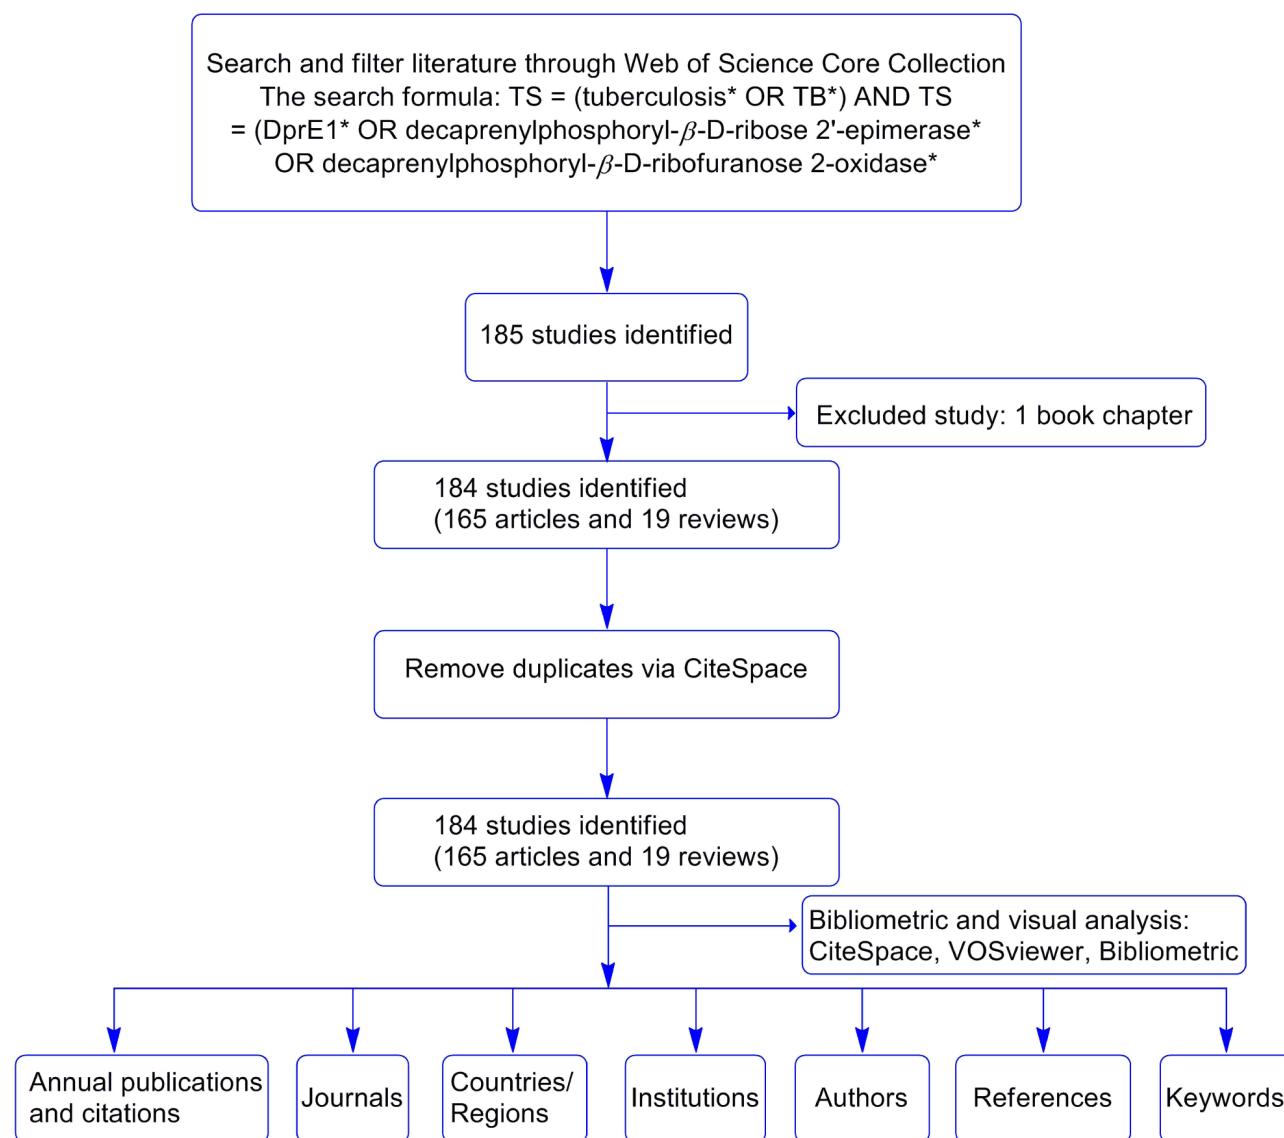 Search and filter literature through Web of Science Core Collection
The search formula: TS = (tuberculosis* OR TB*) AND TS
= (DprE1* OR decaprenylphosphoryl-β-D-ribose 2'-epimerase*
OR decaprenylphosphoryl-β-D-ribofuranose 2-oxidase*
185 studies identified
Excluded study: 1 book chapter
184 studies identified
(165 articles and 19 reviews)
Remove duplicates via CiteSpace
184 studies identified
(165 articles and 19 reviews)
Bibliometric and visual analysis:
CiteSpace, VOSviewer, Bibliometric
Annual publications
and citations
Journals
Countries/
Regions
Institutions
Authors
References
Keywords